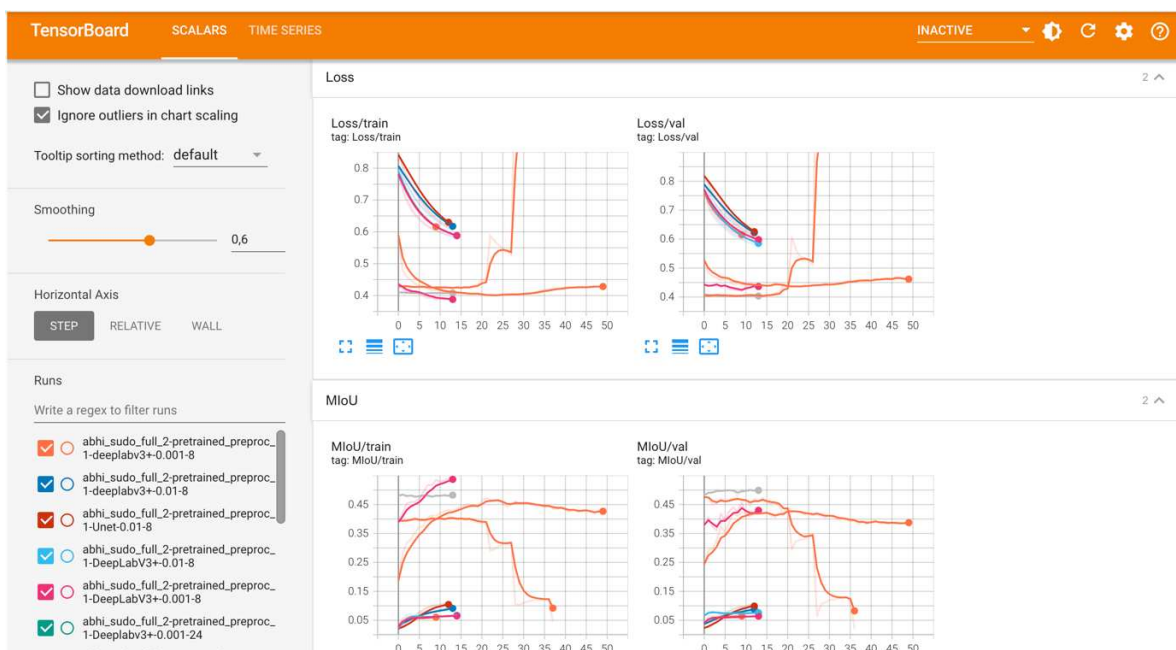 TensorBoard SCALARS TIME SERIES INACTIVE
Show data download links
Ignore outliers in chart scaling
Tooltip sorting method: default
Smoothing
0,6
Horizontal Axis
STEP RELATIVE WALL
Runs
Write a regex to filter runs
abhi_sudo_full_2-pretrained_preproc_
1-deeplabv3+-0.001-8
abhi_sudo_full_2-pretrained_preproc_
1-deeplabv3+-0.01-8
abhi_sudo_full_2-pretrained_preproc_
1-Unet-0.01-8
abhi_sudo_full_2-pretrained_preproc_
1-DeepLabV3+-0.01-8
abhi_sudo_full_2-pretrained_preproc_
1-DeepLabV3+-0.001-8
abhi_sudo_full_2-pretrained_preproc_
1-Deeplabv3+-0.001-24
Loss 2
Loss/train
tag: Loss/train
0.8
0.7
0.6
0.5
0.4
0 5 10 15 20 25 30 35 40 45 50
Loss/val
tag: Loss/val
0.8
0.7
0.6
0.5
0.4
0 5 10 15 20 25 30 35 40 45 50
MIoU 2
MIoU/train
tag: MIoU/train
0.45
0.35
0.25
0.15
0.05
0 5 10 15 20 25 30 35 40 45 50
MIoU/val
tag: MIoU/val
0.45
0.35
0.25
0.15
0.05
0 5 10 15 20 25 30 35 40 45 50